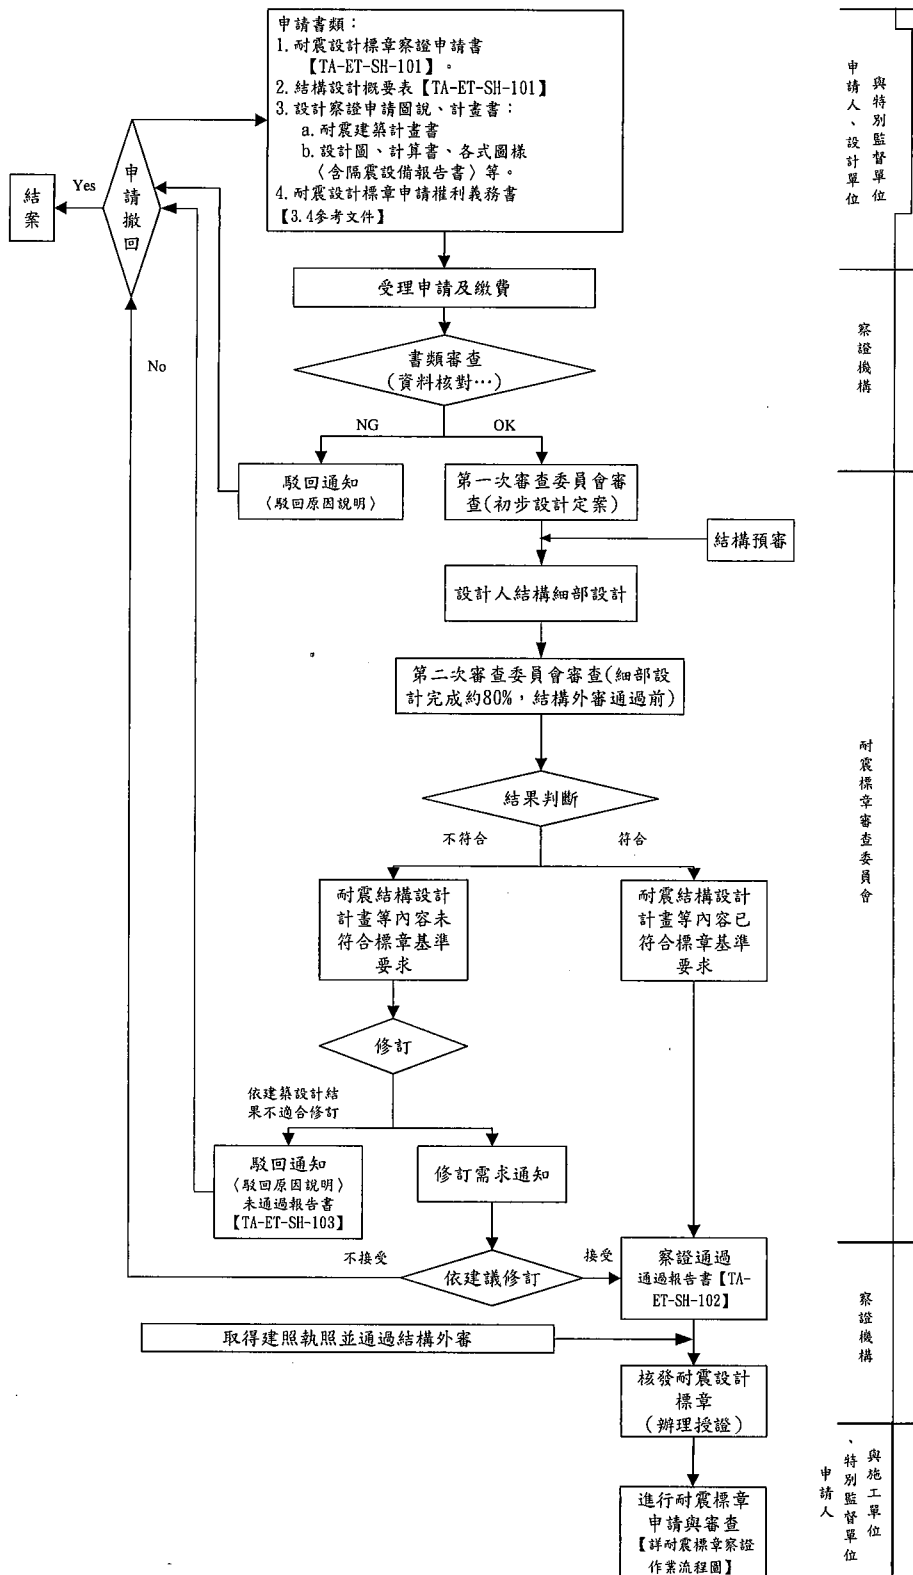 申請書類：
1.耐震設計標章察證申請書
【TA-ET-SH-101】。
2.結構設計概要表【TA-ET-SH-101】
3.設計察證申請圖說、計畫書：
a.耐震建築計畫書
b.設計圖、計算書、各式圖樣
〈含隔震設備報告書〉等。
4.耐震設計標章申請權利義務書
【3.4參考文件】
申請人、設計單位
與特別監督單位
結案
Yes
申請撤回
No
受理申請及繳費
察證機構
書類審查
(資料核對…)
NG
OK
駁回通知
〈駁回原因說明〉
第一次審查委員會審
查(初步設計定案)
結構預審
設計人結構細部設計
第二次審查委員會審查(細部設
計完成約80%，結構外審通過前)
耐震標章審查委員會
結果判斷
不符合
符合
耐震結構設計
計畫等內容未
符合標章基準
要求
耐震結構設計
計畫等內容已
符合標章基準
要求
修訂
依建築設計結
果不適合修訂
駁回通知
〈駁回原因說明〉
未通過報告書
【TA-ET-SH-103】
修訂需求通知
不接受
依建議修訂
接受
察證通過
通過報告書【TA-
ET-SH-102】
察證機構
取得建照執照並通過結構外審
核發耐震設計
標章
(辦理授證)
申請人
、特別監督單位
與施工單位
進行耐震標章
申請與審查
【詳耐震標章察證
作業流程圖】